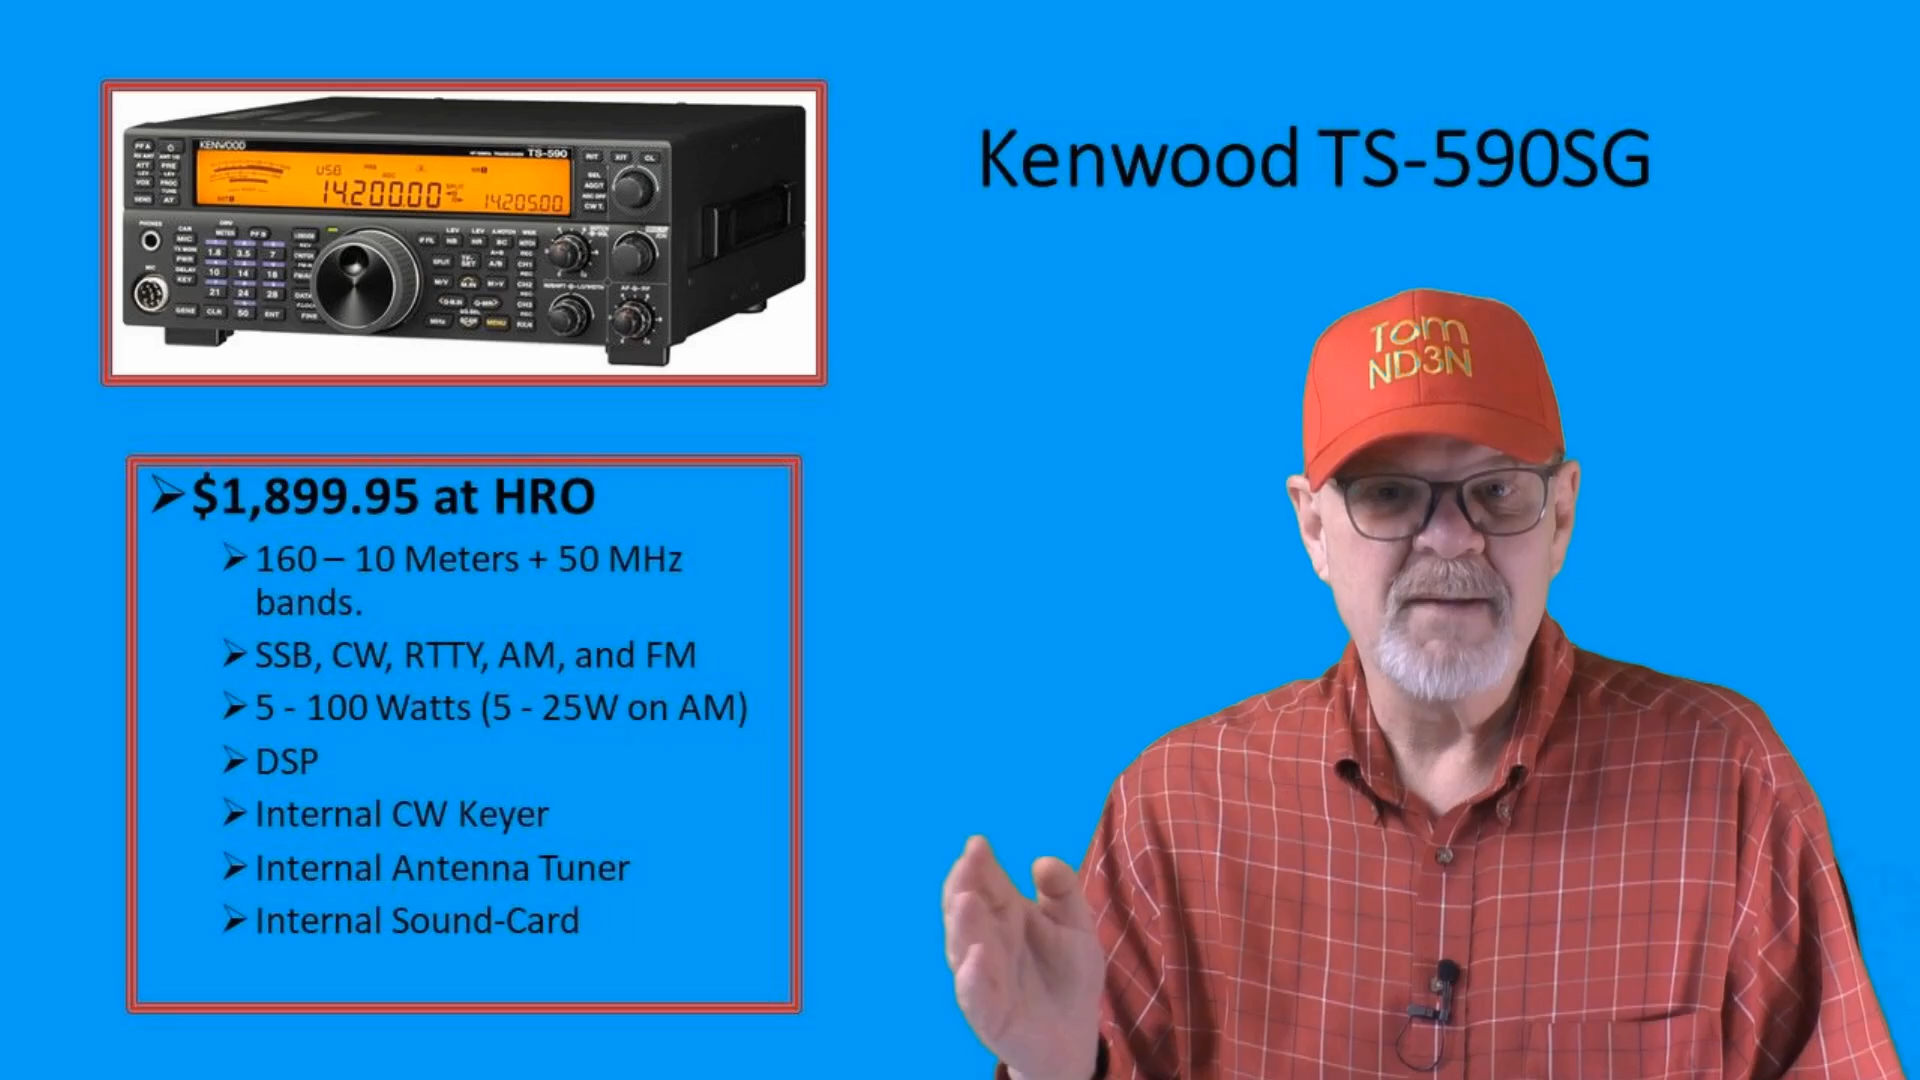 KENWOOD
TS-590
USB
14.200.00
14.205.00
Kenwood TS-590SG
TOM
ND3N
$1,899.95 at HRO
160 – 10 Meters + 50 MHz
bands.
SSB, CW, RTTY, AM, and FM
5 - 100 Watts (5 - 25W on AM)
DSP
Internal CW Keyer
Internal Antenna Tuner
Internal Sound-Card